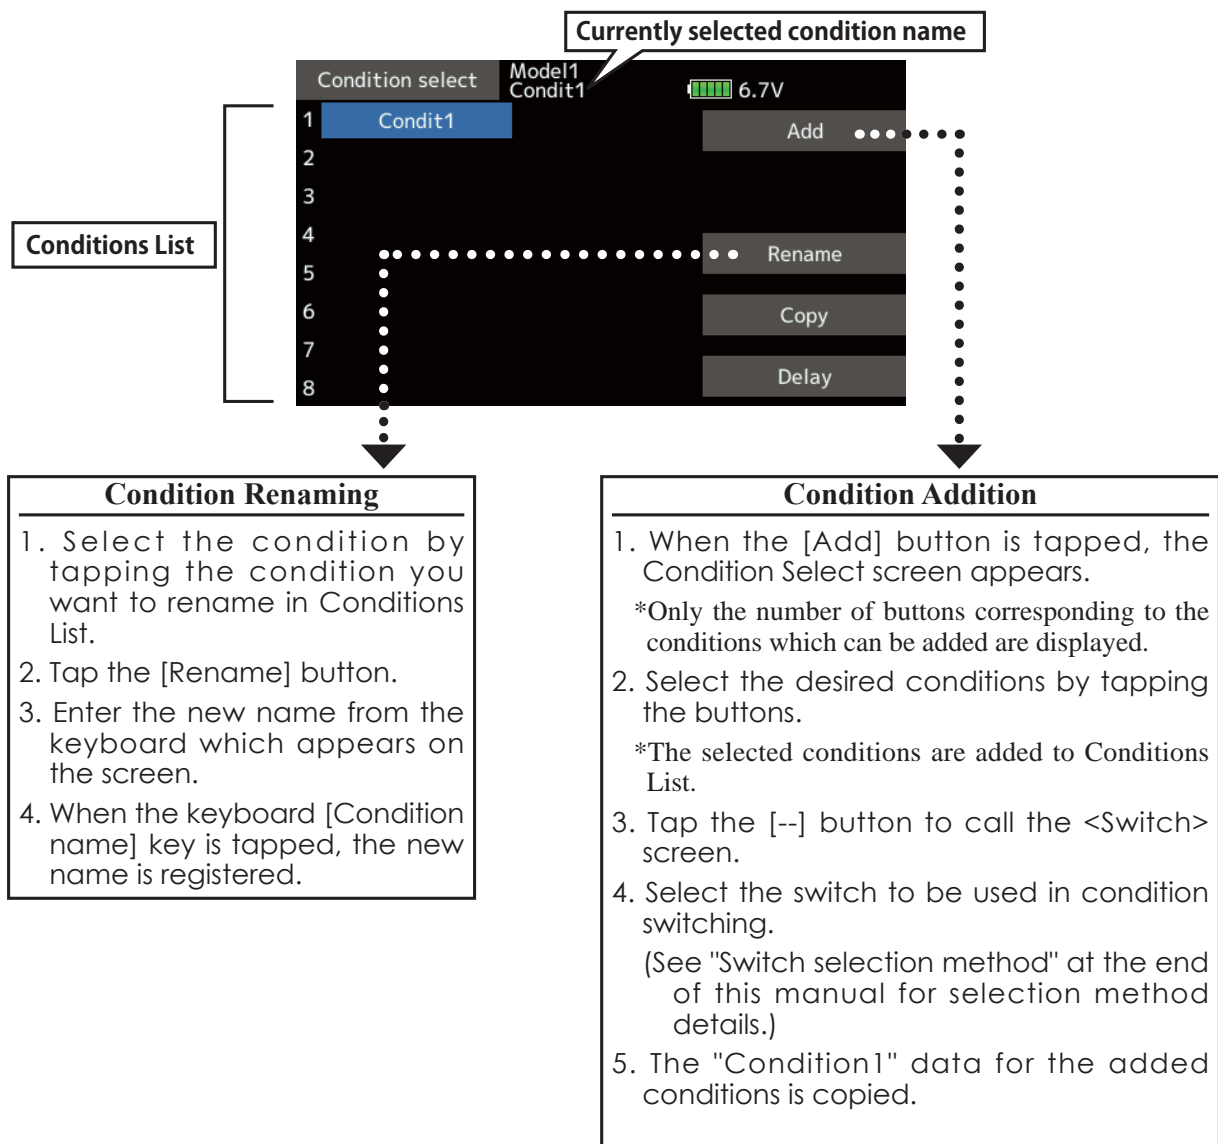 Currently selected condition name
Condition select
Model1
Condit1
6.7V
1 Condit1
Add
2
3
4
Conditions List
Rename
5
6
Copy
7
Delay
8
Condition Renaming
1. Select the condition by
tapping the condition you
want to rename in Conditions
List.
2. Tap the [Rename] button.
3. Enter the new name from the
keyboard which appears on
the screen.
4. When the keyboard [Condition
name] key is tapped, the new
name is registered.
Condition Addition
1. When the [Add] button is tapped, the
Condition Select screen appears.
*Only the number of buttons corresponding to the
conditions which can be added are displayed.
2. Select the desired conditions by tapping
the buttons.
*The selected conditions are added to Conditions
List.
3. Tap the [--] button to call the <Switch>
screen.
4. Select the switch to be used in condition
switching.
(See "Switch selection method" at the end
of this manual for selection method
details.)
5. The "Condition1" data for the added
conditions is copied.